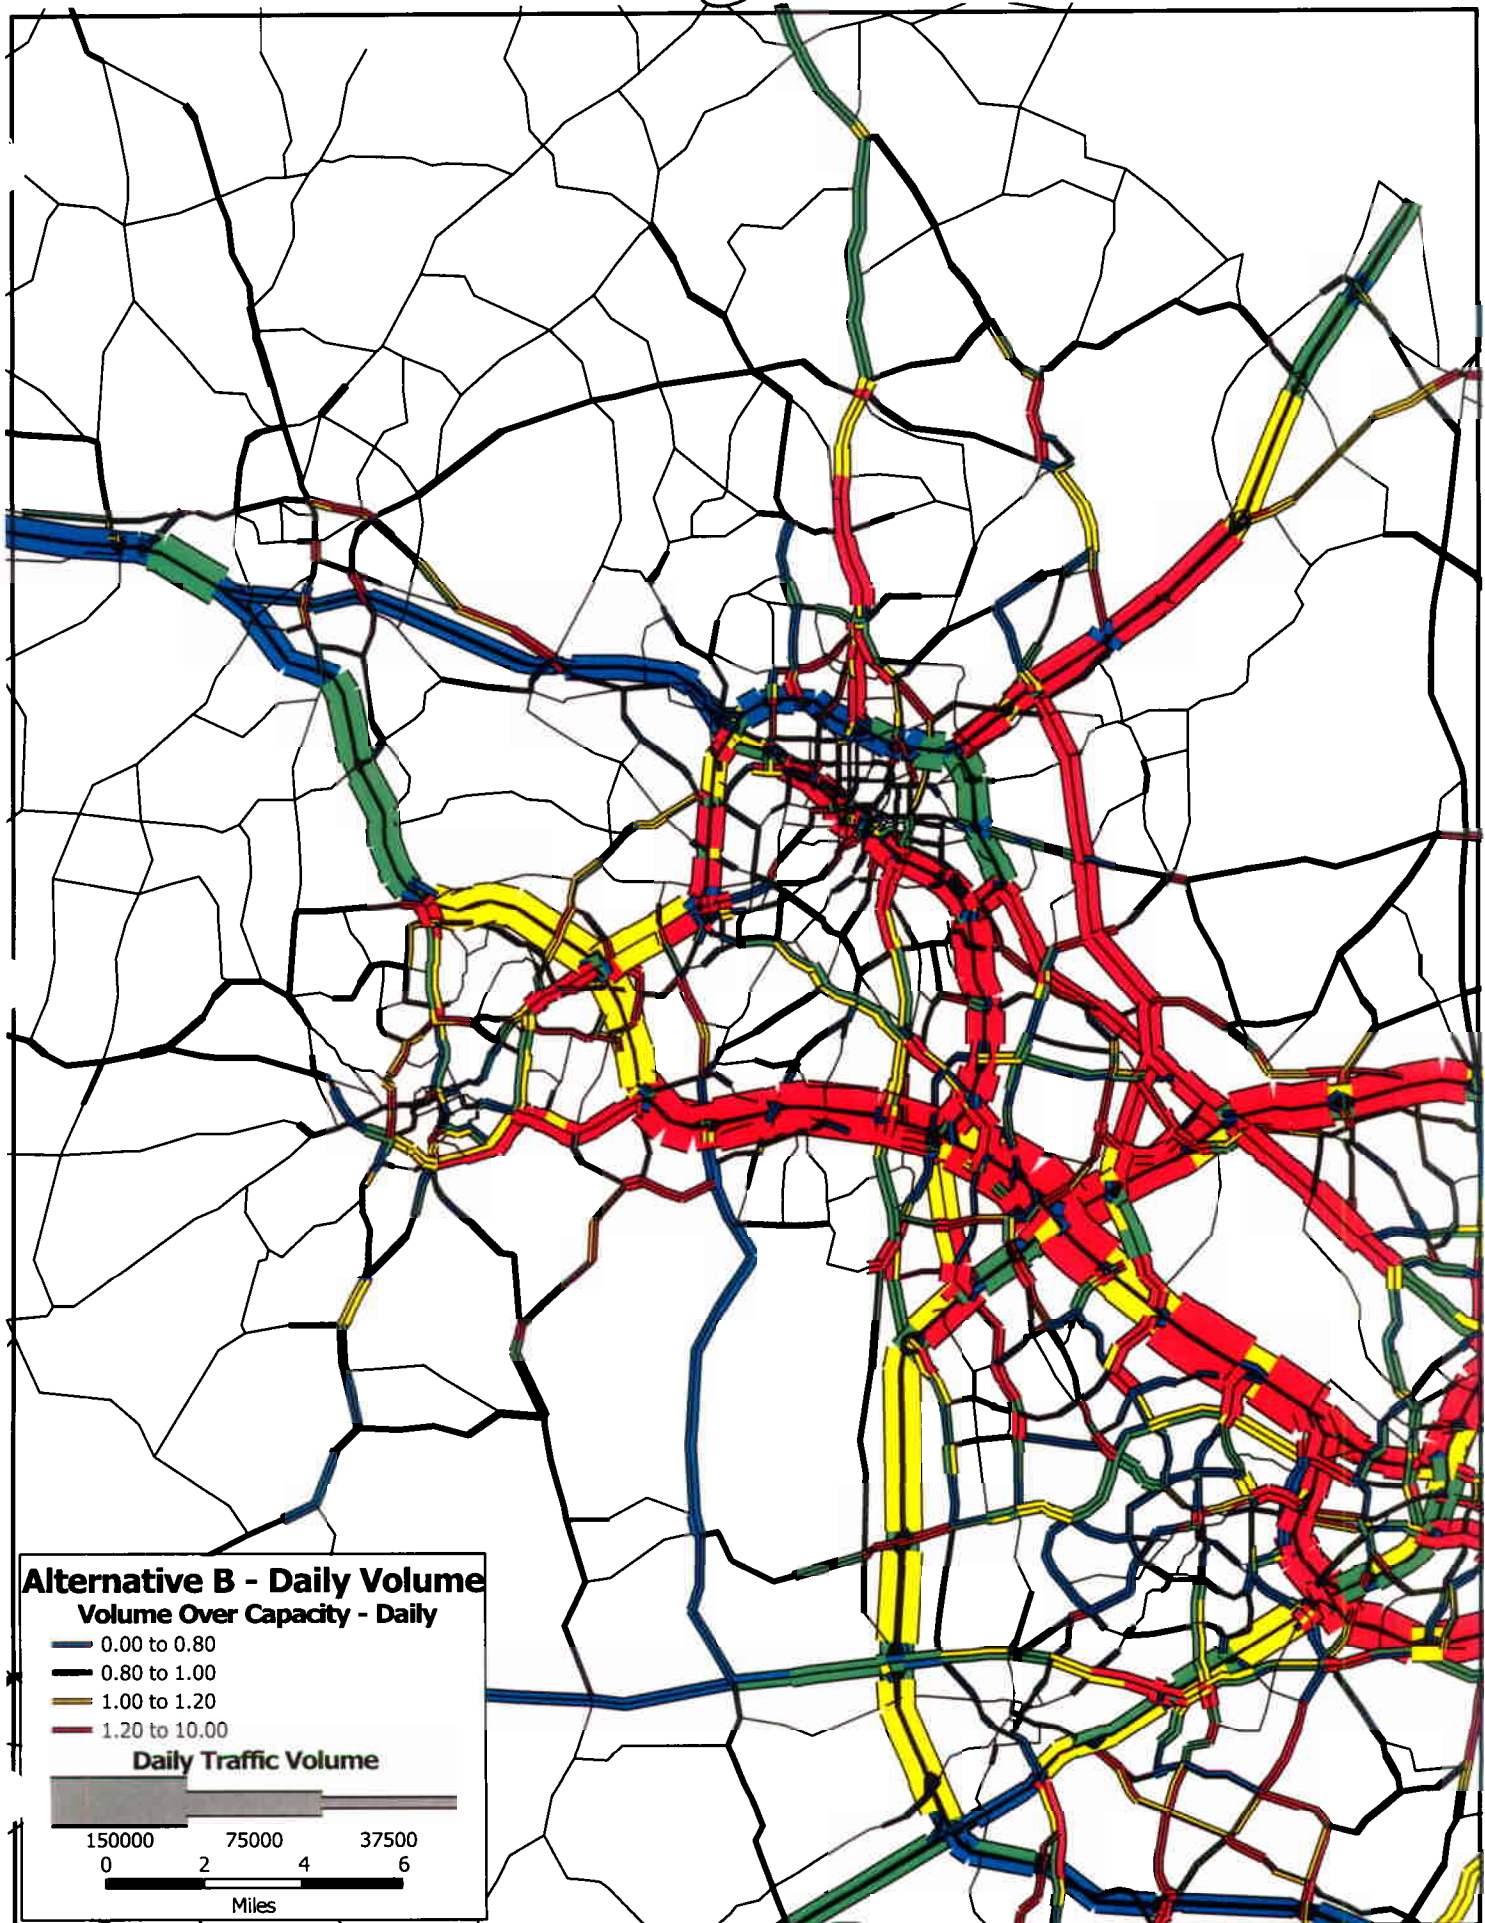 Alternative B - Daily Volume
Volume Over Capacity - Daily
0.00 to 0.80
0.80 to 1.00
1.00 to 1.20
1.20 to 10.00
Daily Traffic Volume
150000 75000 37500
0 2 4 6
Miles